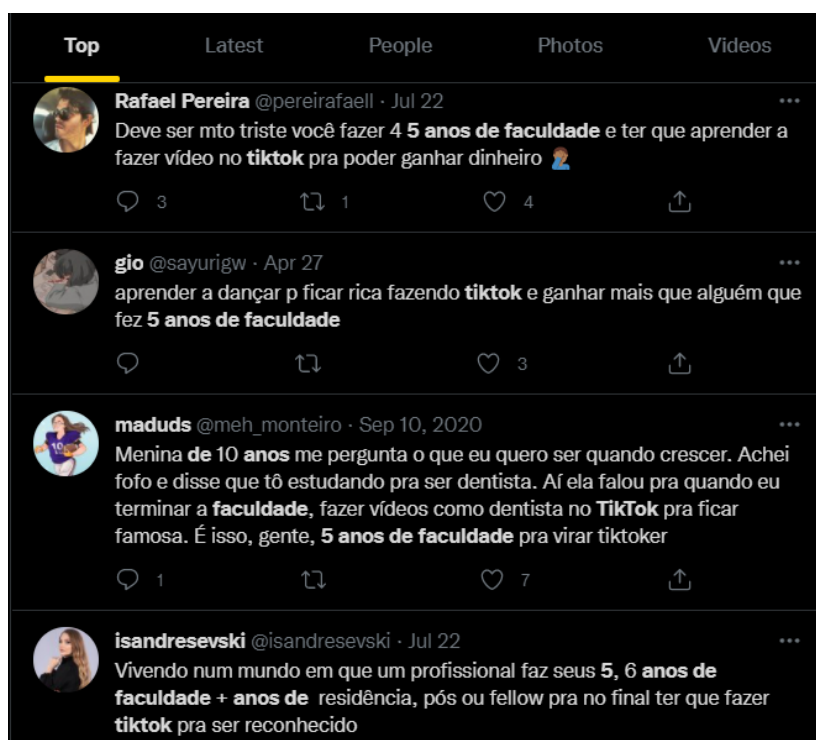 Top Latest People Photos Videos
Rafael Pereira @pereirafaell · Jul 22
Deve ser mto triste você fazer 4 5 anos de faculdade e ter que aprender a
fazer vídeo no tiktok pra poder ganhar dinheiro 🤦🏾‍♂️
3 1 4
gio @sayurigw · Apr 27
aprender a dançar p ficar rica fazendo tiktok e ganhar mais que alguém que
fez 5 anos de faculdade
3
maduds @meh_monteiro · Sep 10, 2020
Menina de 10 anos me pergunta o que eu quero ser quando crescer. Achei
fofo e disse que tô estudando pra ser dentista. Aí ela falou pra quando eu
terminar a faculdade, fazer vídeos como dentista no TikTok pra ficar
famosa. É isso, gente, 5 anos de faculdade pra virar tiktoker
1 7
isandresevski @isandresevski · Jul 22
Vivendo num mundo em que um profissional faz seus 5, 6 anos de
faculdade + anos de residência, pós ou fellow pra no final ter que fazer
tiktok pra ser reconhecido